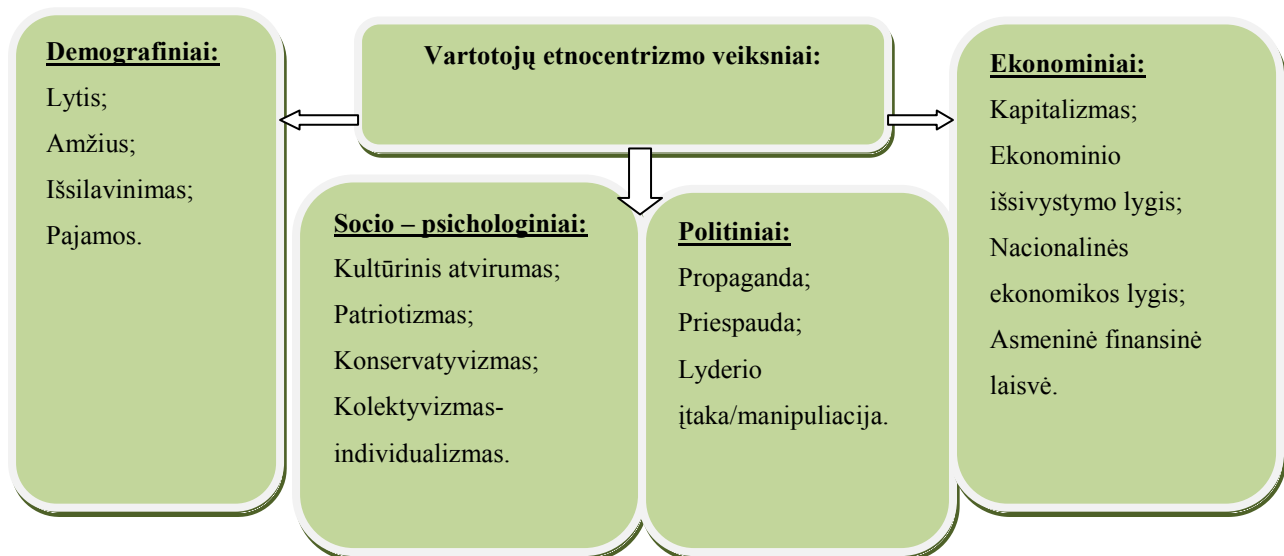 Vartotojų etnocentrizmo veiksniai:
Demografiniai:
Lytis;
Amžius;
Išsilavinimas;
Pajamos.
Socio – psichologiniai:
Kultūrinis atvirumas;
Patriotizmas;
Konservatyvizmas;
Kolektyvizmas-
individualizmas.
Politiniai:
Propaganda;
Priespauda;
Lyderio
įtaka/manipuliacija.
Ekonominiai:
Kapitalizmas;
Ekonominio
išsivystymo lygis;
Nacionalinės
ekonomikos lygis;
Asmeninė finansinė
laisvė.